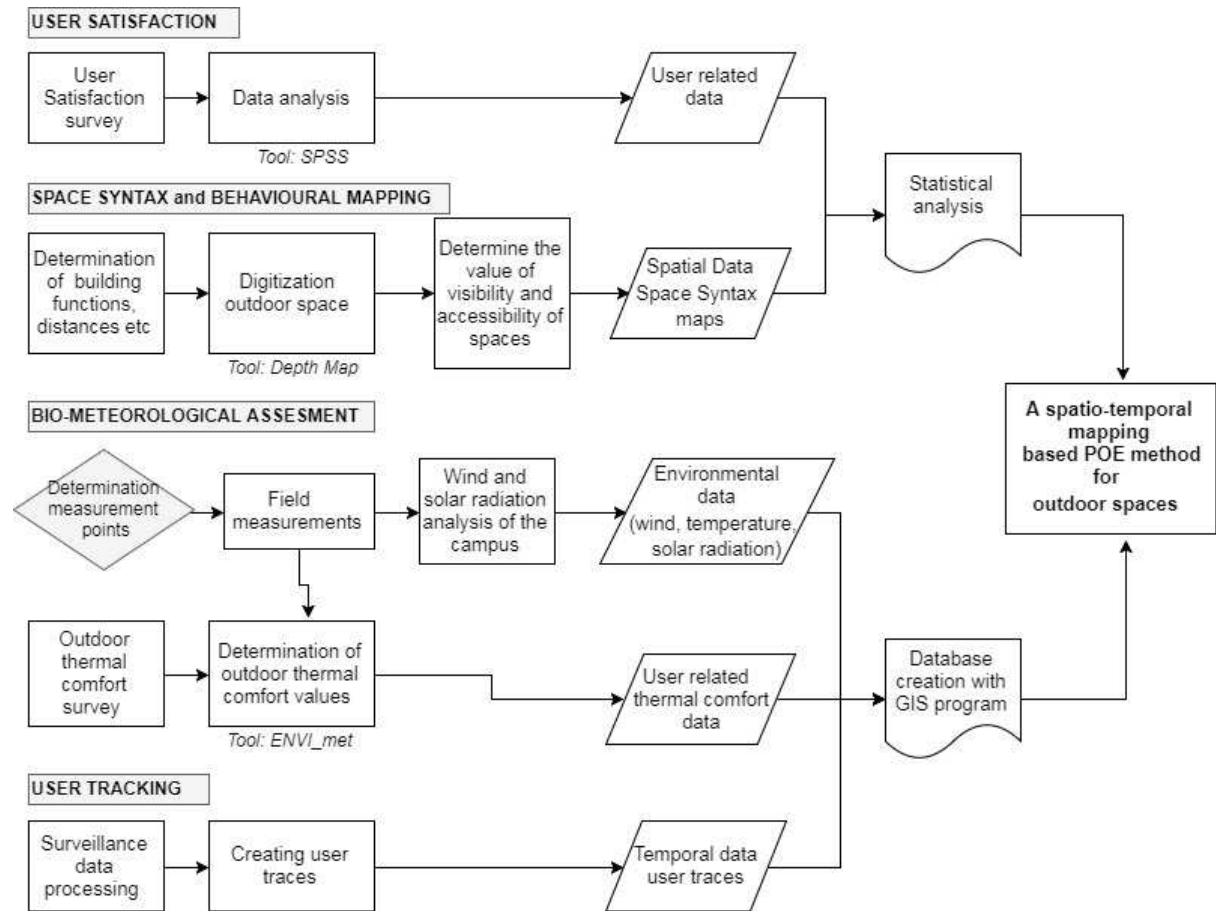 USER SATISFACTION
User
Satisfaction
survey
Data analysis
Tool: SPSS
User related
data
SPACE SYNTAX and BEHAVIOURAL MAPPING
Determination
of building
functions,
distances etc
Digitization
outdoor space
Tool: Depth Map
Determine the
value of
visibility and
accessibility of
spaces
Spatial Data
Space Syntax
maps
Statistical
analysis
BIO-METEOROLOGICAL ASSESMENT
Determination
measurement
points
Field
measurements
Wind and
solar radiation
analysis of the
campus
Environmental
data
(wind, temperature,
solar radiation)
Outdoor
thermal
comfort
survey
Determination of
outdoor thermal
comfort values
Tool: ENVI_met
User related
thermal comfort
data
Database
creation with
GIS program
A spatio-temporal
mapping
based POE method
for
outdoor spaces
USER TRACKING
Surveillance
data
processing
Creating user
traces
Temporal data
user traces